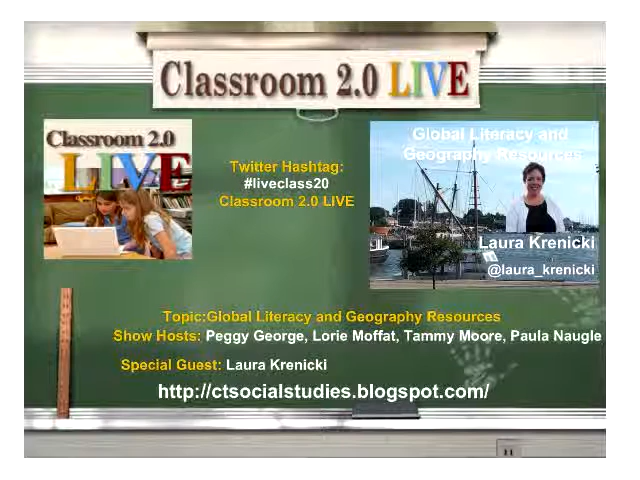 Classroom 2.0 LIVE
Classroom 2.0
LIVE
Twitter Hashtag:
#liveclass20
Classroom 2.0 LIVE
Global Literacy and
Geography Resources
Laura Krenicki
@laura_krenicki
Topic:Global Literacy and Geography Resources
Show Hosts: Peggy George, Lorie Moffat, Tammy Moore, Paula Naugle
Special Guest: Laura Krenicki
http://ctsocialstudies.blogspot.com/
11